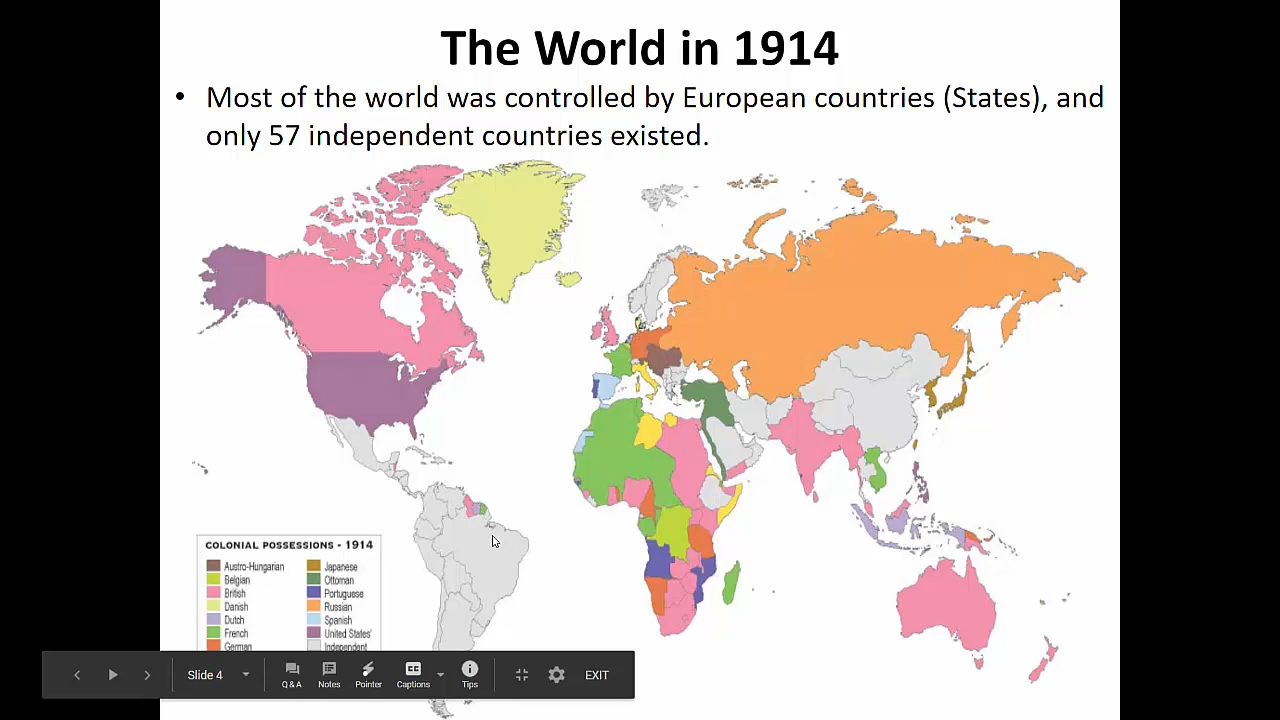 The World in 1914
• Most of the world was controlled by European countries (States), and
only 57 independent countries existed.
COLONIAL POSSESSIONS - 1914
Austro-Hungarian
Belgian
British
Danish
Dutch
French
German
Japanese
Ottoman
Portuguese
Russian
Spanish
United States'
Independent
Slide 4
Q & A
Notes
Pointer
CC
Captions
Tips
EXIT